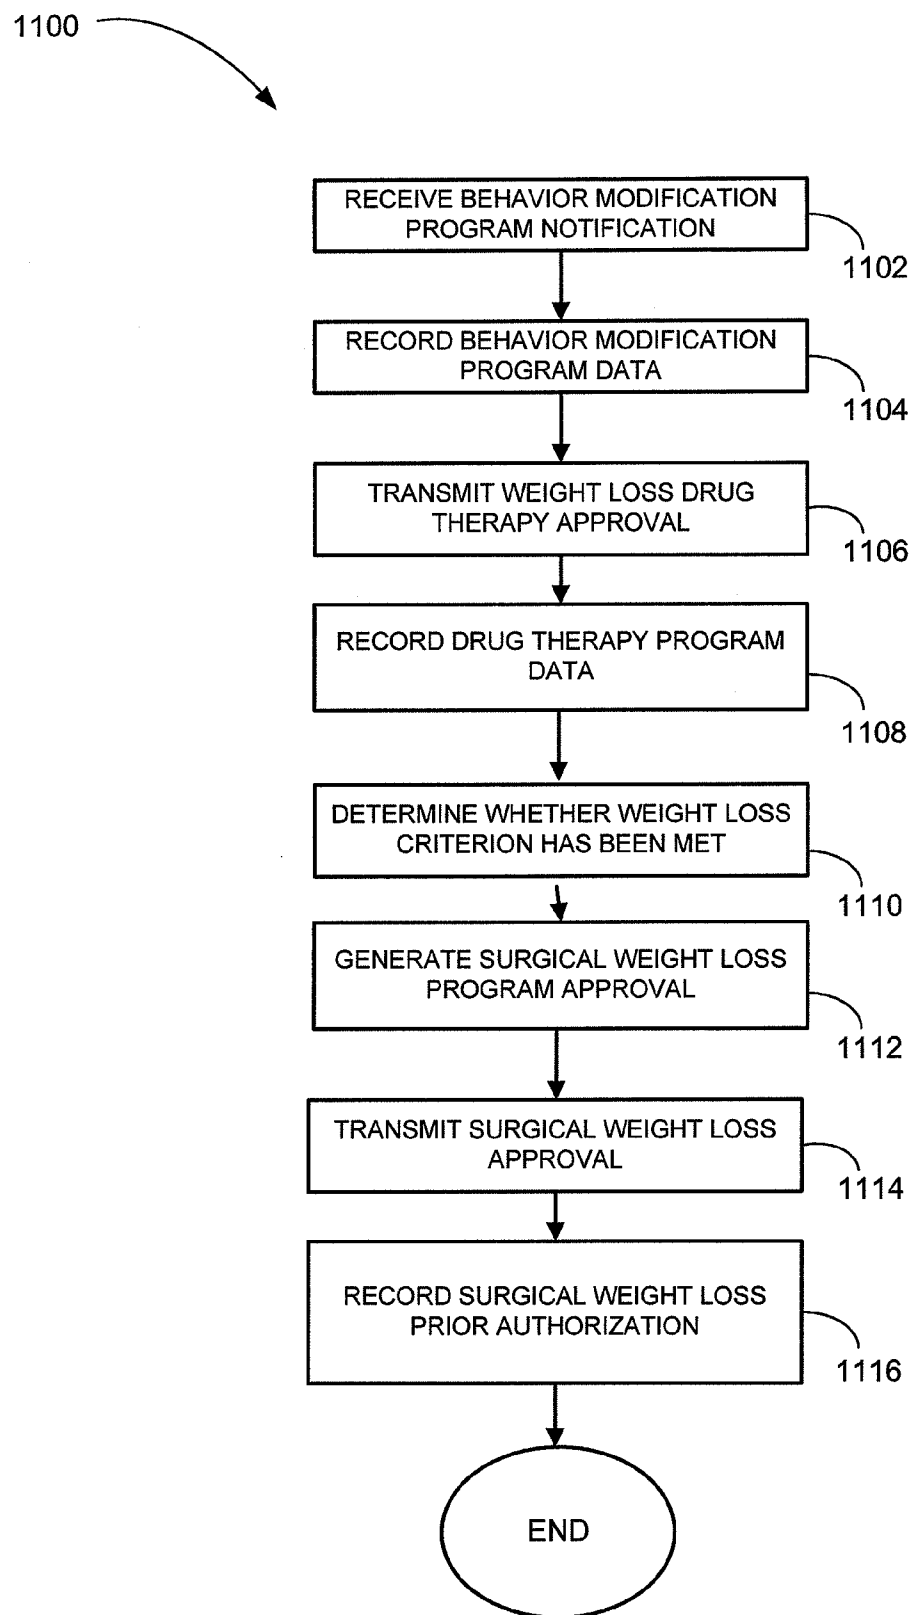 1100
RECEIVE BEHAVIOR MODIFICATION
PROGRAM NOTIFICATION
1102
RECORD BEHAVIOR MODIFICATION
PROGRAM DATA
1104
TRANSMIT WEIGHT LOSS DRUG
THERAPY APPROVAL
1106
RECORD DRUG THERAPY PROGRAM
DATA
1108
DETERMINE WHETHER WEIGHT LOSS
CRITERION HAS BEEN MET
1110
GENERATE SURGICAL WEIGHT LOSS
PROGRAM APPROVAL
1112
TRANSMIT SURGICAL WEIGHT LOSS
APPROVAL
1114
RECORD SURGICAL WEIGHT LOSS
PRIOR AUTHORIZATION
1116
END